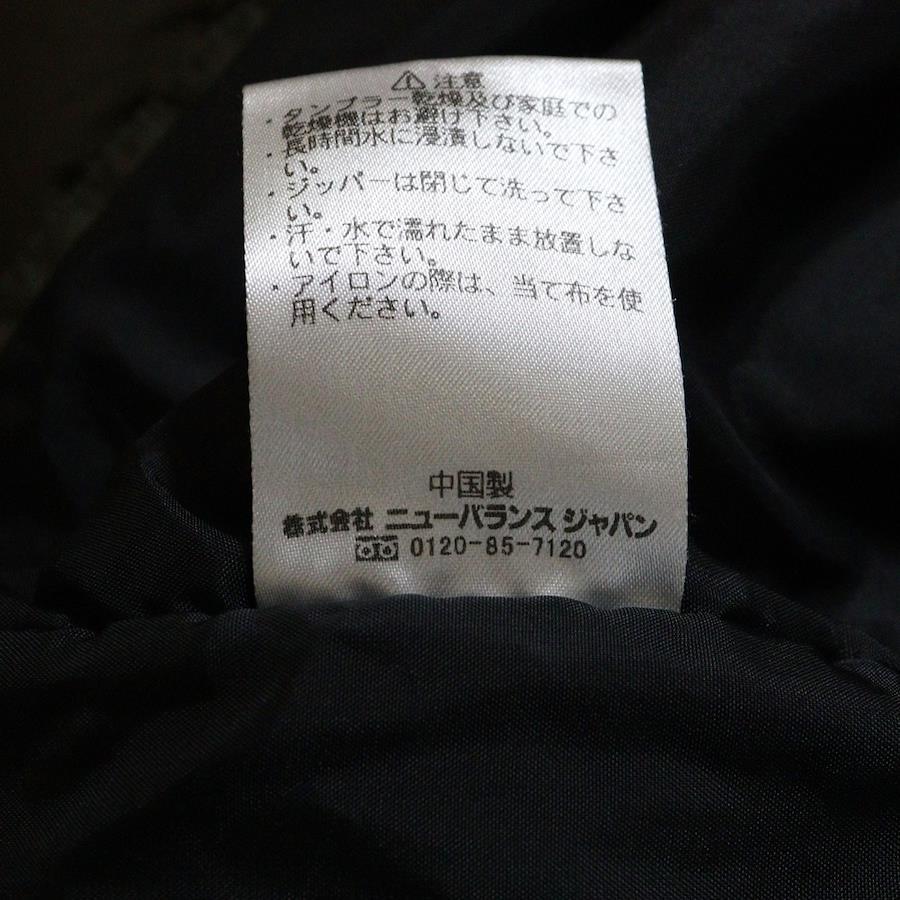 ⚠ 注意
・タンブラー乾燥及び家庭での
乾燥機はお避け下さい。
・長時間水に浸漬しないで下さ
い。
・ジッパーは閉じて洗って下さ
い。
・汗・水で濡れたまま放置しな
いで下さい。
・アイロンの際は、当て布を使
用ください。
中国製
株式会社 ニューバランス ジャパン
0120-85-7120